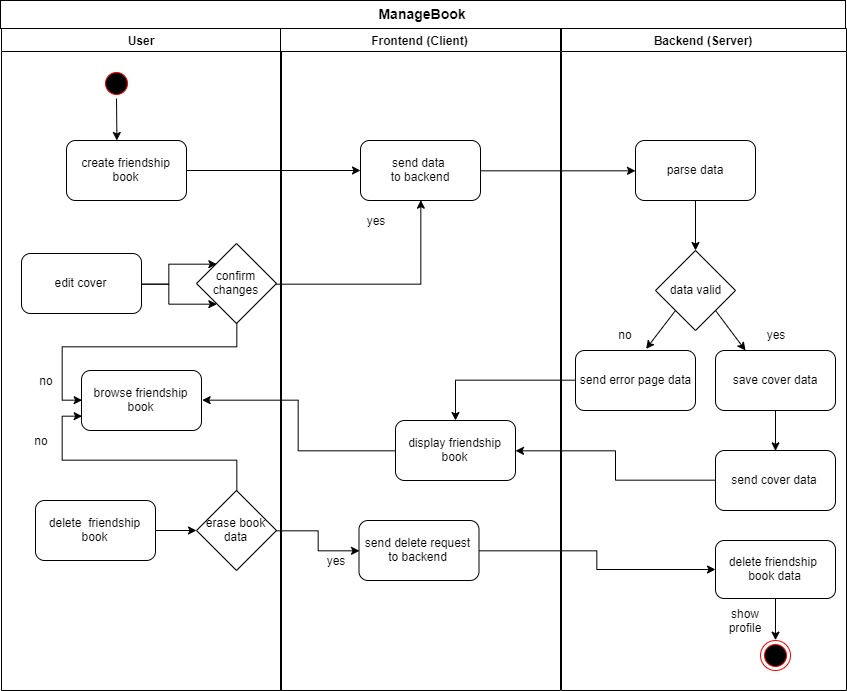 ManageBook
User
Frontend (Client)
Backend (Server)
create friendship
book
send data
to backend
parse data
yes
edit cover
confirm
changes
data valid
no
yes
no
browse friendship
book
send error page data
save cover data
no
display friendship
book
send cover data
delete friendship
book
erase book
data
yes
send delete request
to backend
delete friendship
book data
show
profile